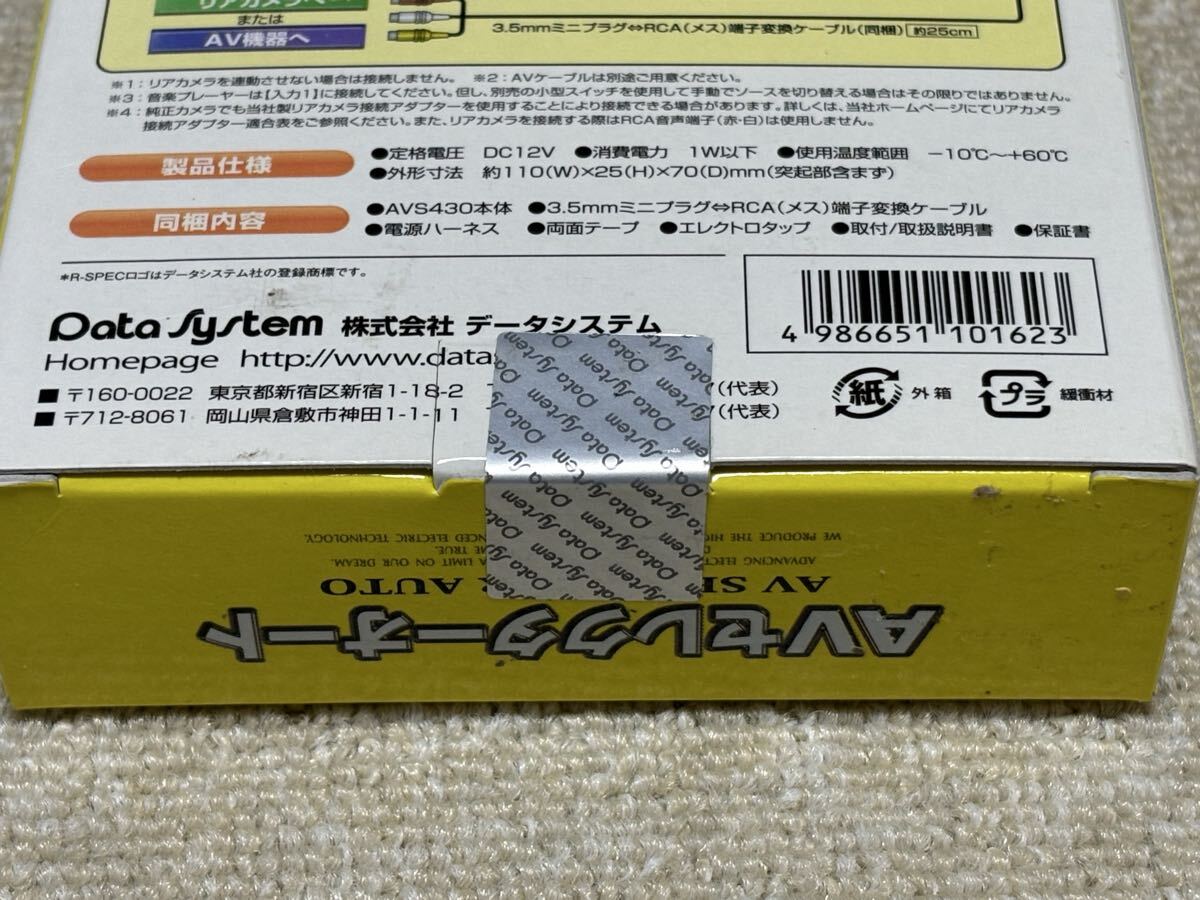 リアカメラへ
または
AV機器へ
3.5mmミニプラグ⇔RCA(メス)端子変換ケーブル(同梱) 約25cm
※1：リアカメラを連動させない場合は接続しません。 ※2：AVケーブルは別途ご用意ください。
※3：音楽プレーヤーは【入力1】に接続してください。但し、別売の小型スイッチを使用して手動でソースを切り替える場合はその限りではありません。
※4：純正カメラでも当社製リアカメラ接続アダプターを使用することにより接続できる場合があります。詳しくは、当社ホームページにてリアカメラ
接続アダプター適合表をご参照ください。また、リアカメラを接続する際はRCA音声端子(赤・白)は使用しません。
製品仕様
●定格電圧 DC12V ●消費電力 1W以下 ●使用温度範囲 −10℃〜+60℃
●外形寸法 約110(W)×25(H)×70(D)mm(突起部含まず)
同梱内容
●AVS430本体 ●3.5mmミニプラグ⇔RCA(メス)端子変換ケーブル
●電源ハーネス ●両面テープ ●エレクトロタップ ●取付/取扱説明書 ●保証書
*R-SPECロゴはデータシステム社の登録商標です。
Data System 株式会社 データシステム
Homepage http://www.data
■〒160-0022 東京都新宿区新宿1-18-2 (代表)
■〒712-8061 岡山県倉敷市神田1-1-11 (代表)
4 986651 101623
紙 外箱
プラ 緩衝材
Data System
AVセレクターオート
AV SE AUTO
ADVANCING ELECT A LIMIT ON OUR DREAM.
ME TRUE.
WE PRODUCE THE HIG NCED ELECTRIC TECHNOLOGY.